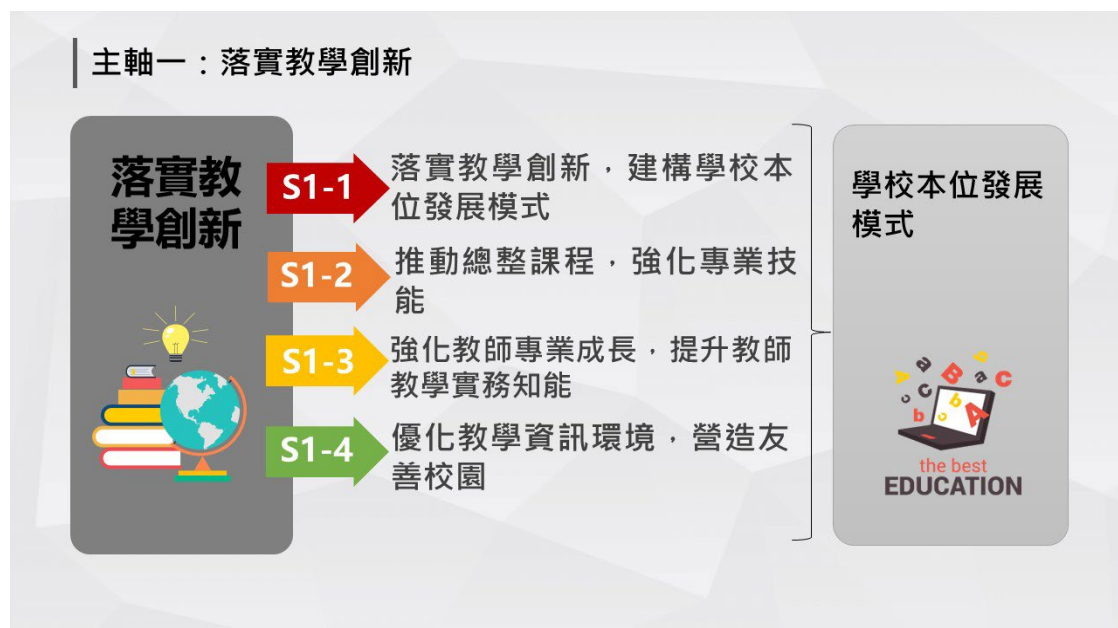 主軸一：落實教學創新
落實教
學創新
S1-1
落實教學創新，建構學校本
位發展模式
S1-2
推動總整課程，強化專業技
能
S1-3
強化教師專業成長，提升教師
教學實務知能
S1-4
優化教學資訊環境，營造友
善校園
學校本位發展
模式
the best
EDUCATION